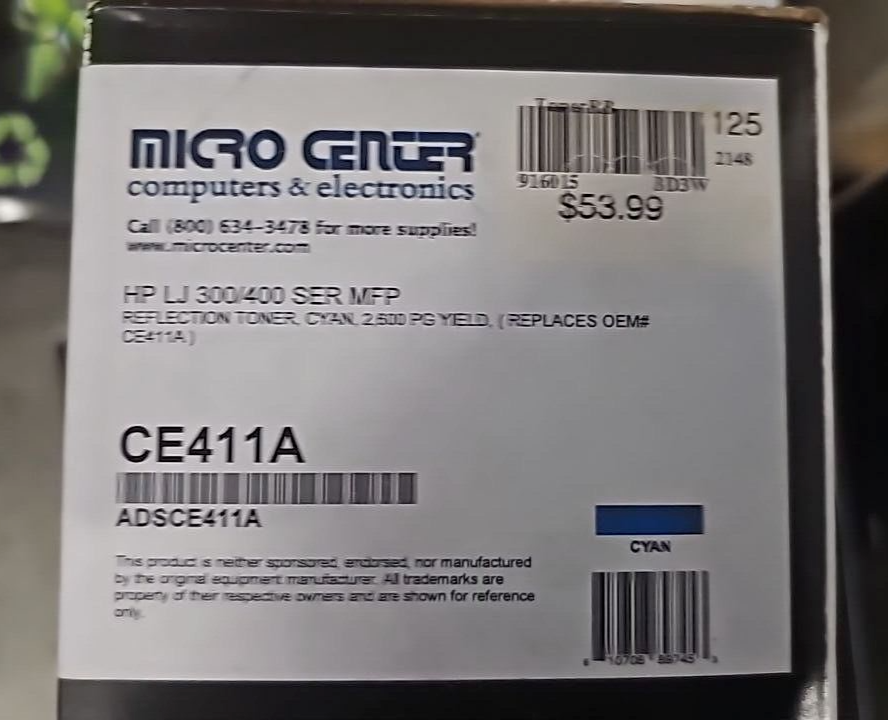 MICRO CENTER
computers & electronics
Call (800) 634-3478 for more supplies!
www.microcenter.com
125
2148
916015 BD3W
$53.99
HP LJ 300/400 SER MFP
REFLECTION TONER, CYAN, 2,600 PG YIELD, ( REPLACES OEM#
CE411A )
CE411A
ADSCE411A
This product is neither sponsored, endorsed, nor manufactured
by the original equipment manufacturer. All trademarks are
property of their respective owners and are shown for reference
only.
CYAN